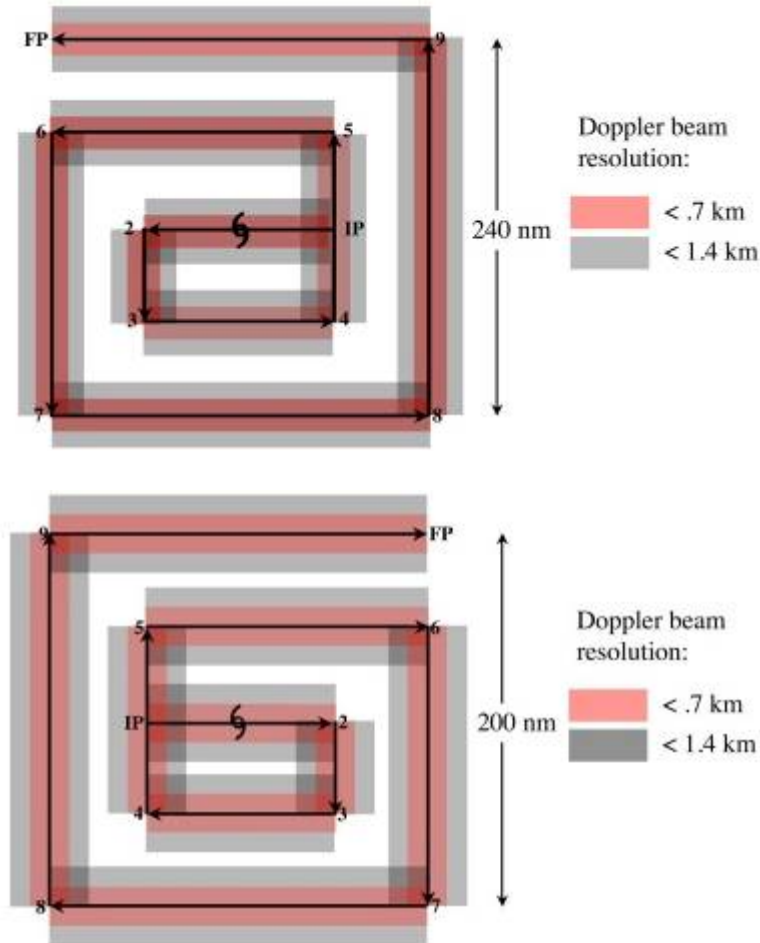 FP
9
6
5
Doppler beam
resolution:
< .7 km
2
IP
240 nm
< 1.4 km
3
4
7
8
9
FP
5
6
Doppler beam
resolution:
< .7 km
IP
2
200 nm
< 1.4 km
4
3
8
7